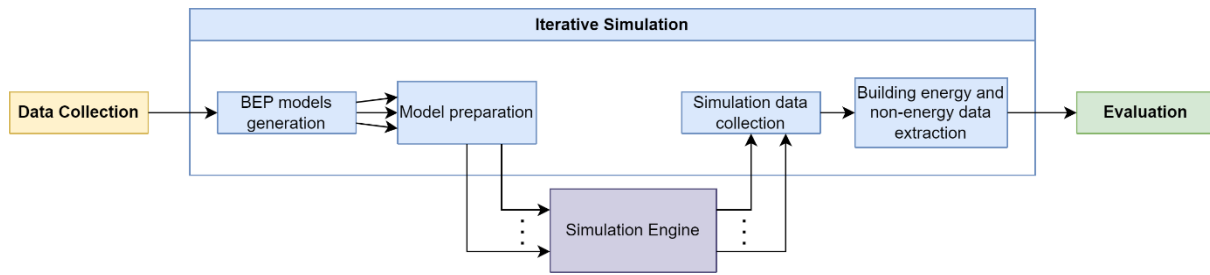 Iterative Simulation
Data Collection
BEP models
generation
Model preparation
Simulation data
collection
Building energy and
non-energy data
extraction
Evaluation
Simulation Engine